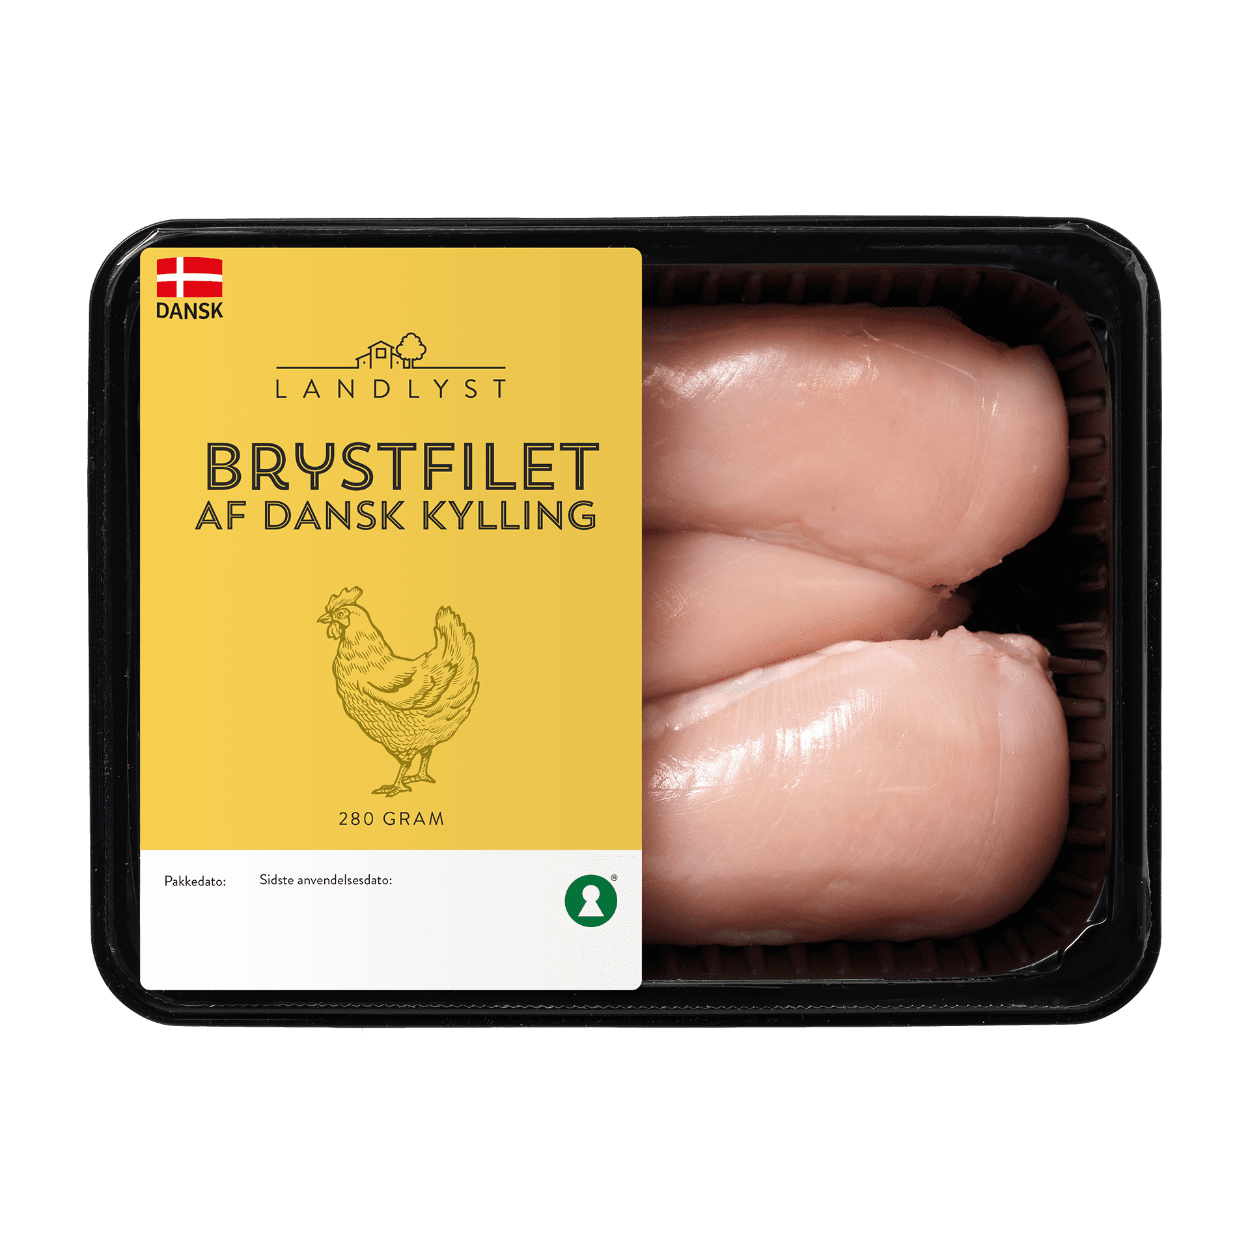 DANSK
LANDLYST
BRYSTFILET
AF DANSK KYLLING
280 GRAM
Pakkedato: Sidste anvendelsesdato:
®